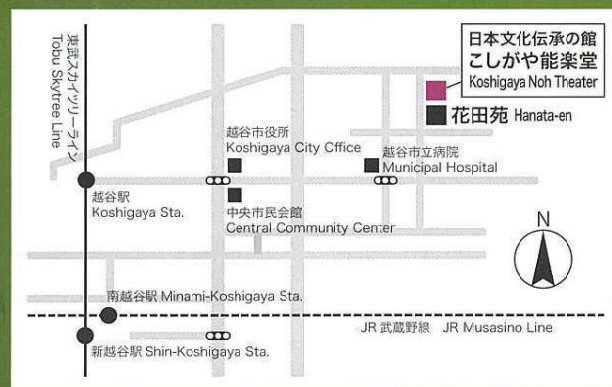 日本文化伝承の館
こしがや能楽堂
Koshigaya Noh Theater
花田苑 Hanata-en
東武スカイツリーライン
Tobu Skytree Line
越谷市役所
Koshigaya City Cffice
越谷市立病院
Municipal Hospital
越谷駅
Koshigaya Sta.
中央市民会館
Central Community Center
N
南越谷駅 Minami-Koshigaya Sta.
JR 武蔵野線 JR Musasino Line
新越谷駅 Shin-Koshigaya Sta.